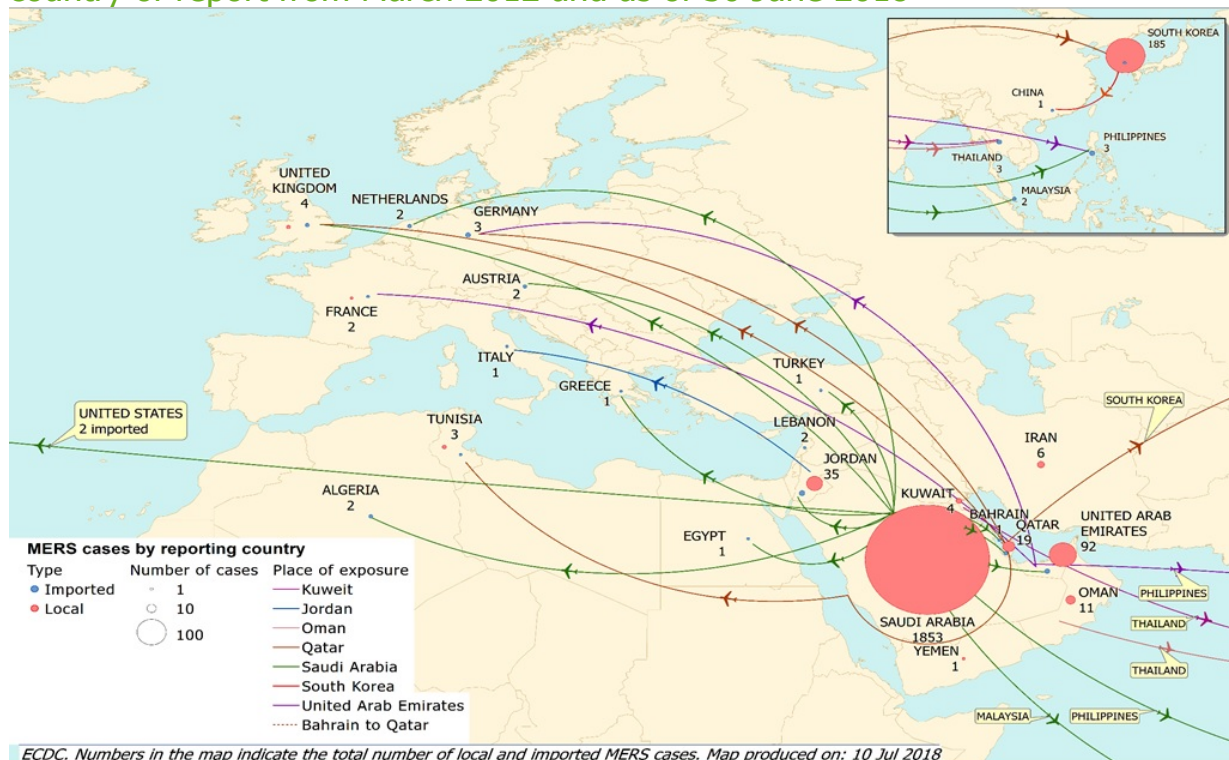 SOUTH KOREA
185
CHINA
1
PHILIPPINES
3
THAILAND
3
MALAYSIA
2
UNITED
KINGDOM
4
NETHERLANDS
2
GERMANY
3
AUSTRIA
2
FRANCE
2
ITALY
1
GREECE
1
TURKEY
1
UNITED STATES
2 imported
TUNISIA
3
LEBANON
2
JORDAN
35
SOUTH KOREA
IRAN
6
ALGERIA
2
KUWAIT
4
BAHRAIN
1
QATAR
19
UNITED ARAB
EMIRATES
92
EGYPT
1
PHILIPPINES
OMAN
11
SAUDI ARABIA
1853
THAILAND
YEMEN
1
THAILAND
MALAYSIA
PHILIPPINES
MERS cases by reporting country
Type
Imported
Local
Number of cases
1
10
100
Place of exposure
Kuweit
Jordan
Oman
Qatar
Saudi Arabia
South Korea
United Arab Emirates
Bahrain to Qatar
ECDC. Numbers in the map indicate the total number of local and imported MERS cases. Map produced on: 10 Jul 2018